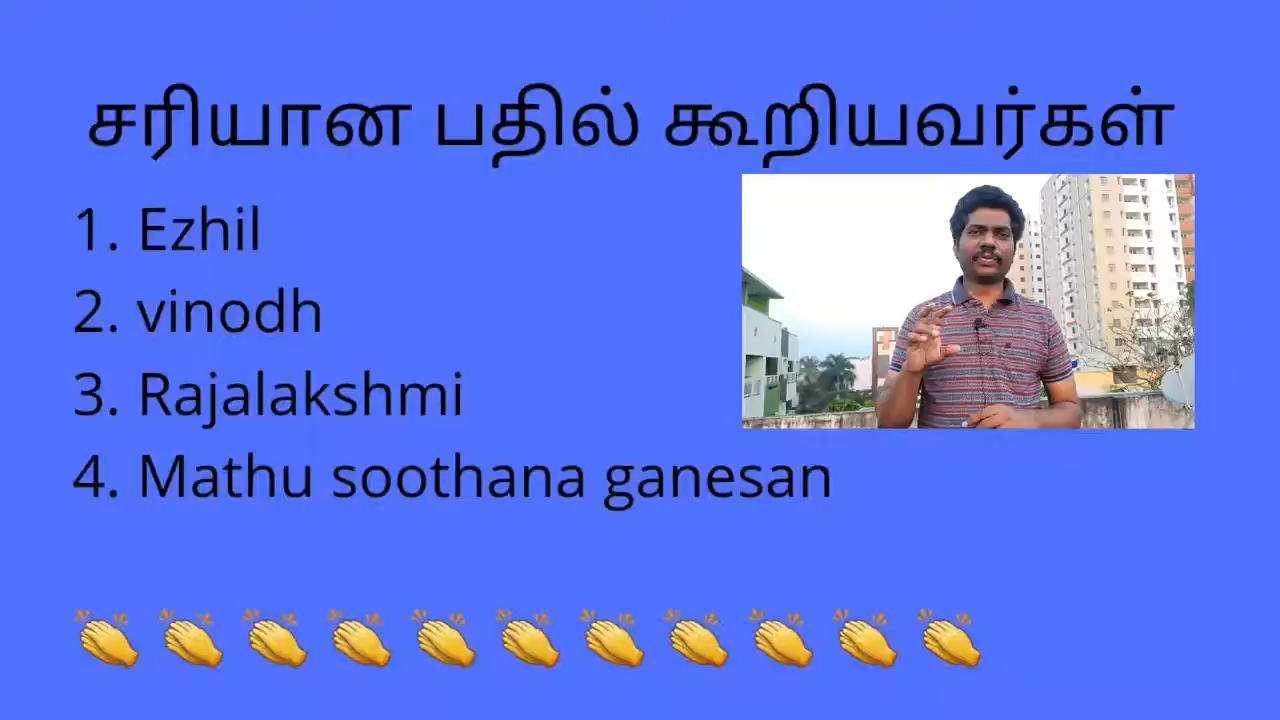 சரியான பதில் கூறியவர்கள்
1. Ezhil
2. vinodh
3. Rajalakshmi
4. Mathu soothana ganesan